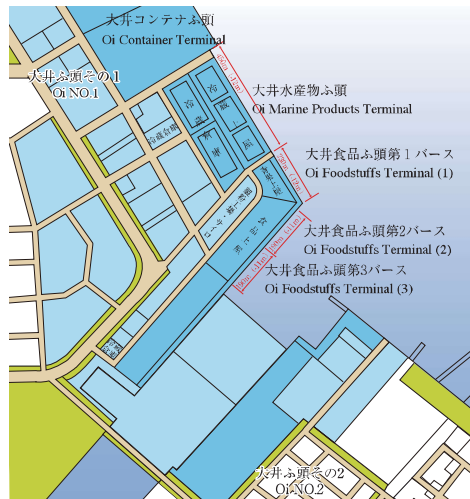 大井コンテナふ頭
Oi Container Terminal
大井ふ頭その1
Oi NO.1
大井水産物ふ頭
Oi Marine Products Terminal
大井食品ふ頭第1バース
Oi Foodstuffs Terminal (1)
大井食品ふ頭第2バース
Oi Foodstuffs Terminal (2)
大井食品ふ頭第3バース
Oi Foodstuffs Terminal (3)
食品ふ頭
大井ふ頭その2
Oi NO.2